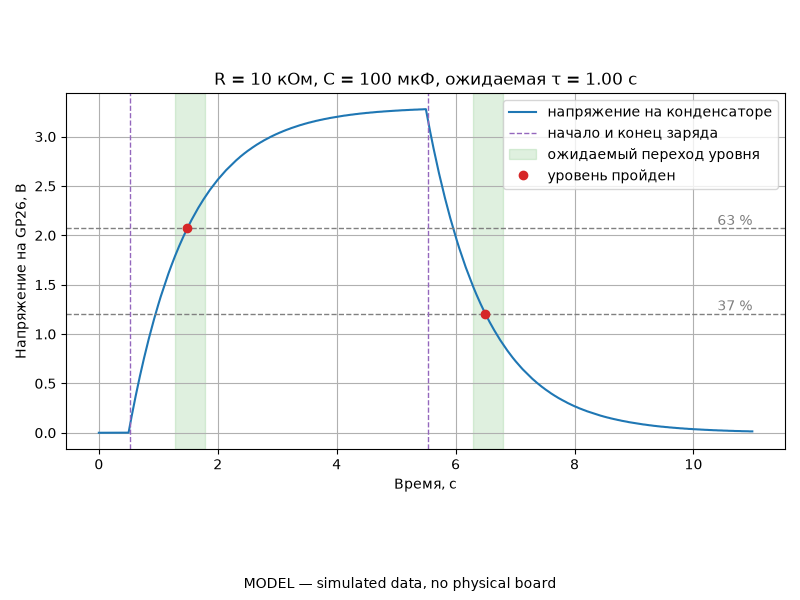 R = 10 кОм, C = 100 мкФ, ожидаемая τ = 1.00 с
напряжение на конденсаторе
начало и конец заряда
ожидаемый переход уровня
уровень пройден
63 %
37 %
Напряжение на GP26, В
3.0
2.5
2.0
1.5
1.0
0.5
0.0
0 2 4 6 8 10
Время, с
MODEL — simulated data, no physical board